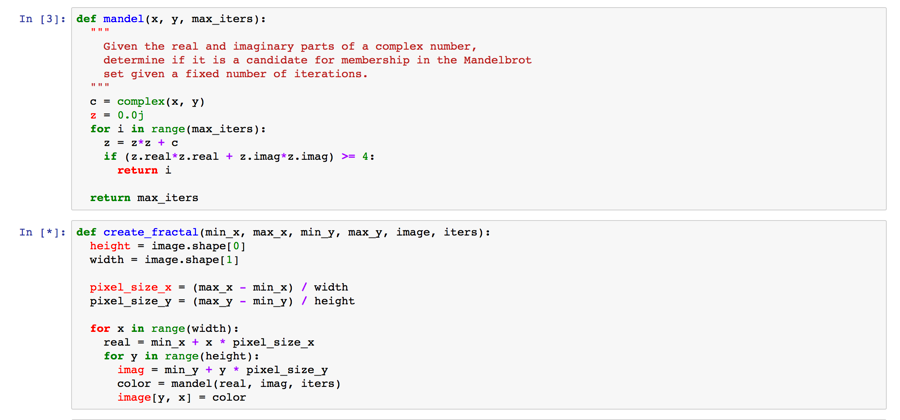 In [3]: def mandel(x, y, max_iters):
"""
Given the real and imaginary parts of a complex number,
determine if it is a candidate for membership in the Mandelbrot
set given a fixed number of iterations.
"""
c = complex(x, y)
z = 0.0j
for i in range(max_iters):
z = z*z + c
if (z.real*z.real + z.imag*z.imag) >= 4:
return i
return max_iters
In [*]: def create_fractal(min_x, max_x, min_y, max_y, image, iters):
height = image.shape[0]
width = image.shape[1]
pixel_size_x = (max_x - min_x) / width
pixel_size_y = (max_y - min_y) / height
for x in range(width):
real = min_x + x * pixel_size_x
for y in range(height):
imag = min_y + y * pixel_size_y
color = mandel(real, imag, iters)
image[y, x] = color